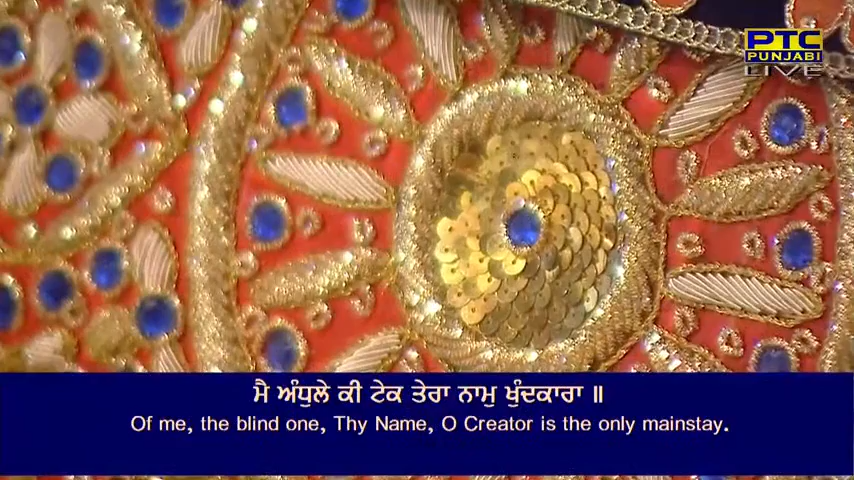 PTC
PUNJABI
LIVE
ਮੈ ਅੰਧੁਲੇ ਕੀ ਟੇਕ ਤੇਰਾ ਨਾਮੁ ਖੁੰਦਕਾਰਾ ॥
Of me, the blind one, Thy Name, O Creator is the only mainstay.